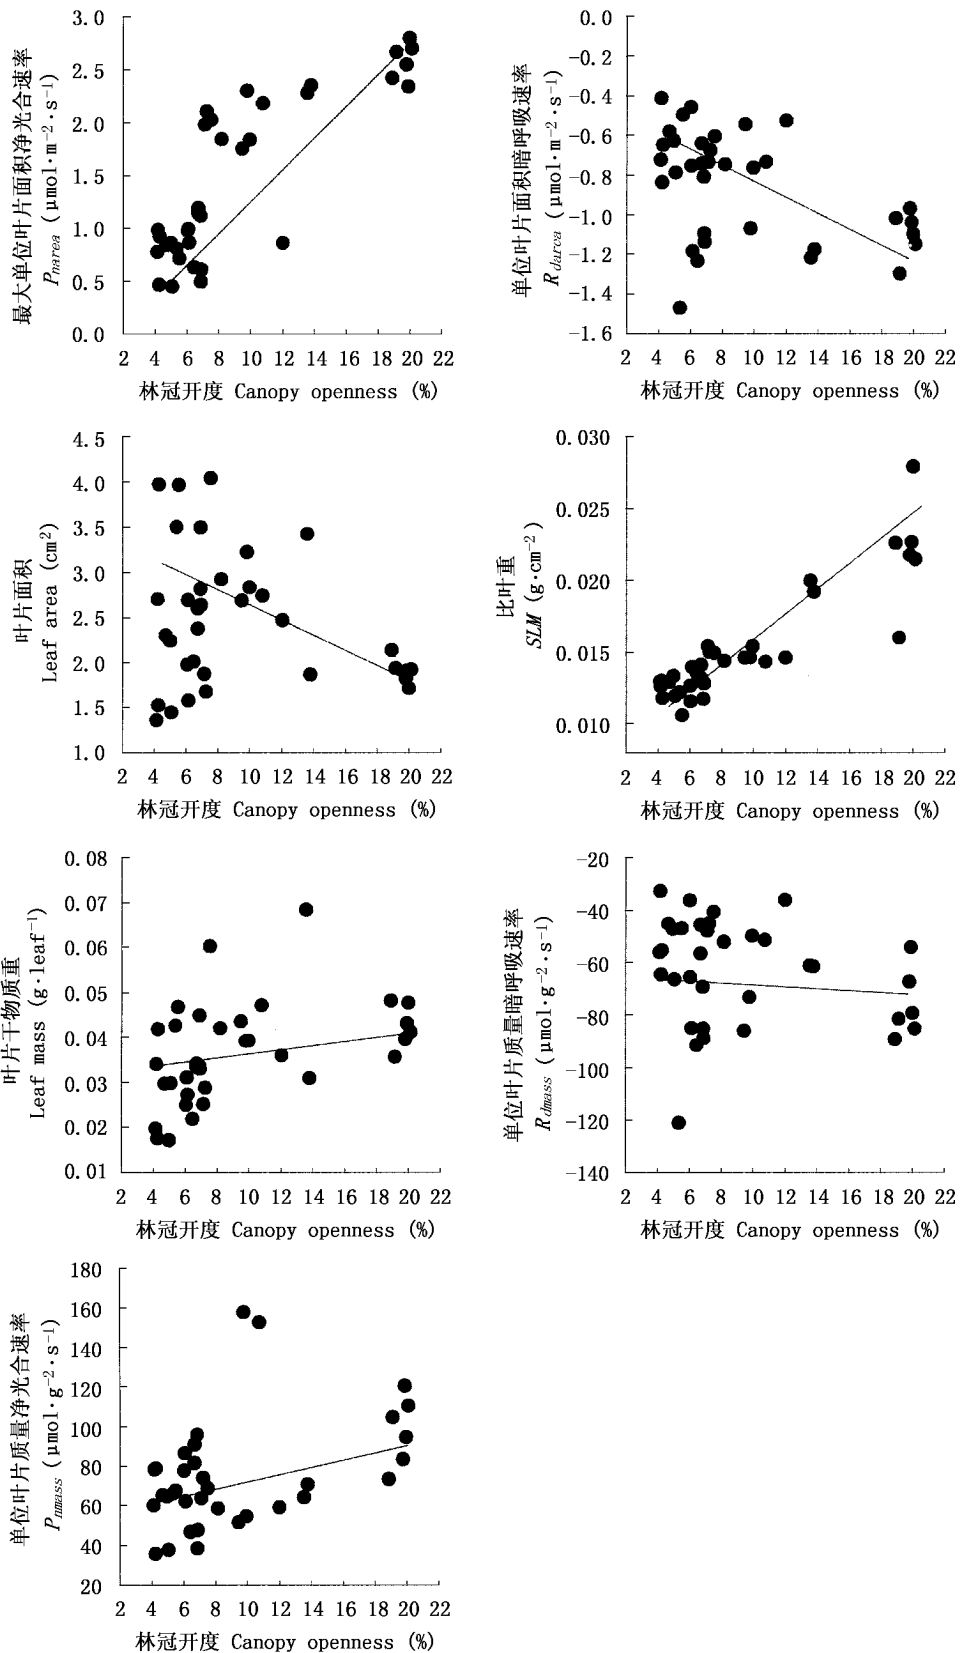 最大单位叶片面积净光合速率
Pnarea (μmol·m−2·s−1)
3.0
2.5
2.0
1.5
1.0
0.5
0.0
2 4 6 8 10 12 14 16 18 20 22
林冠开度 Canopy openness (%)
单位叶片面积暗呼吸速率
Rdarea (μmol·m−2·s−1)
0.0
−0.2
−0.4
−0.6
−0.8
−1.0
−1.2
−1.4
−1.6
2 4 6 8 10 12 14 16 18 20 22
林冠开度 Canopy openness (%)
叶片面积
Leaf area (cm2)
4.5
4.0
3.5
3.0
2.5
2.0
1.5
1.0
2 4 6 8 10 12 14 16 18 20 22
林冠开度 Canopy openness (%)
比叶重
SLM (g·cm−2)
0.030
0.025
0.020
0.015
0.010
2 4 6 8 10 12 14 16 18 20 22
林冠开度 Canopy openness (%)
叶片干物质重
Leaf mass (g·leaf−1)
0.08
0.07
0.06
0.05
0.04
0.03
0.02
0.01
2 4 6 8 10 12 14 16 18 20 22
林冠开度 Canopy openness (%)
单位叶片质量暗呼吸速率
Rdmass (μmol·g−2·s−1)
−20
−40
−60
−80
−100
−120
−140
2 4 6 8 10 12 14 16 18 20 22
林冠开度 Canopy openness (%)
单位叶片质量净光合速率
Pnmass (μmol·g−2·s−1)
180
160
140
120
100
80
60
40
20
2 4 6 8 10 12 14 16 18 20 22
林冠开度 Canopy openness (%)